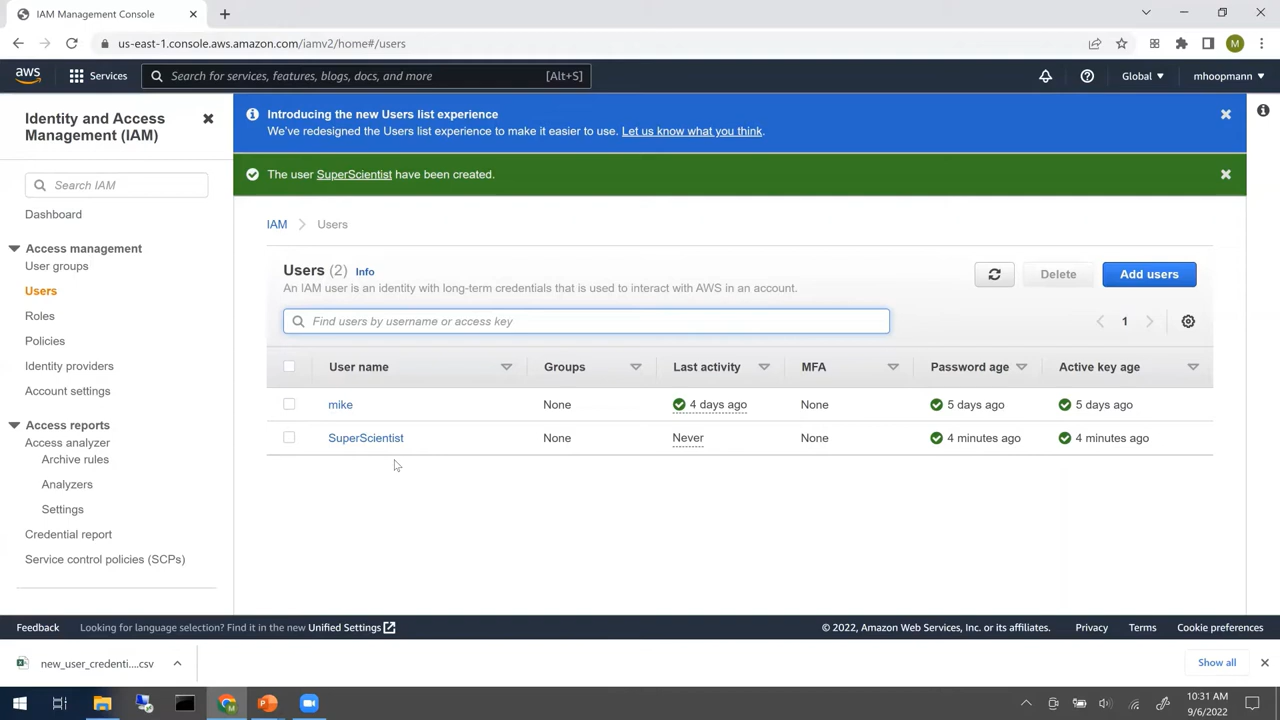 IAM Management Console
us-east-1.console.aws.amazon.com/iamv2/home#/users
M
aws
Services
Search for services, features, blogs, docs, and more
[Alt+S]
Global
mhoopmann
Identity and Access
Management (IAM)
Search IAM
Dashboard
Access management
User groups
Users
Roles
Policies
Identity providers
Account settings
Access reports
Access analyzer
Archive rules
Analyzers
Settings
Credential report
Service control policies (SCPs)
Introducing the new Users list experience
We've redesigned the Users list experience to make it easier to use. Let us know what you think.
The user SuperScientist have been created.
IAM > Users
Users (2) Info
An IAM user is an identity with long-term credentials that is used to interact with AWS in an account.
Delete
Add users
Find users by username or access key
1
User name Groups Last activity MFA Password age Active key age
mike None 4 days ago None 5 days ago 5 days ago
SuperScientist None Never None 4 minutes ago 4 minutes ago
Feedback
Looking for language selection? Find it in the new Unified Settings
© 2022, Amazon Web Services, Inc. or its affiliates.
Privacy
Terms
Cookie preferences
new_user_credenti....csv
Show all
10:31 AM
9/6/2022